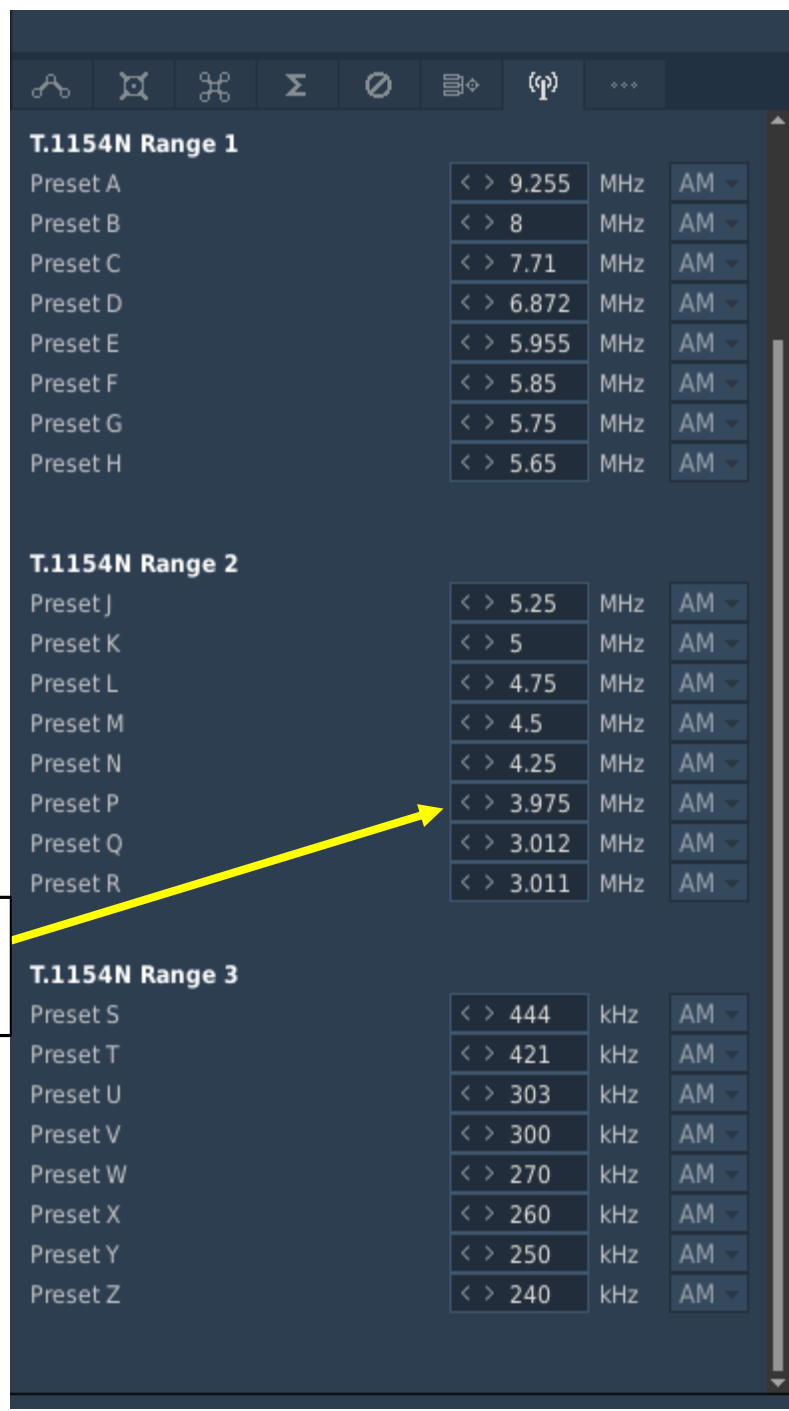 T.1154N Range 1
Preset A < > 9.255 MHz AM
Preset B < > 8 MHz AM
Preset C < > 7.71 MHz AM
Preset D < > 6.872 MHz AM
Preset E < > 5.955 MHz AM
Preset F < > 5.85 MHz AM
Preset G < > 5.75 MHz AM
Preset H < > 5.65 MHz AM
T.1154N Range 2
Preset J < > 5.25 MHz AM
Preset K < > 5 MHz AM
Preset L < > 4.75 MHz AM
Preset M < > 4.5 MHz AM
Preset N < > 4.25 MHz AM
Preset P < > 3.975 MHz AM
Preset Q < > 3.012 MHz AM
Preset R < > 3.011 MHz AM
T.1154N Range 3
Preset S < > 444 kHz AM
Preset T < > 421 kHz AM
Preset U < > 303 kHz AM
Preset V < > 300 kHz AM
Preset W < > 270 kHz AM
Preset X < > 260 kHz AM
Preset Y < > 250 kHz AM
Preset Z < > 240 kHz AM